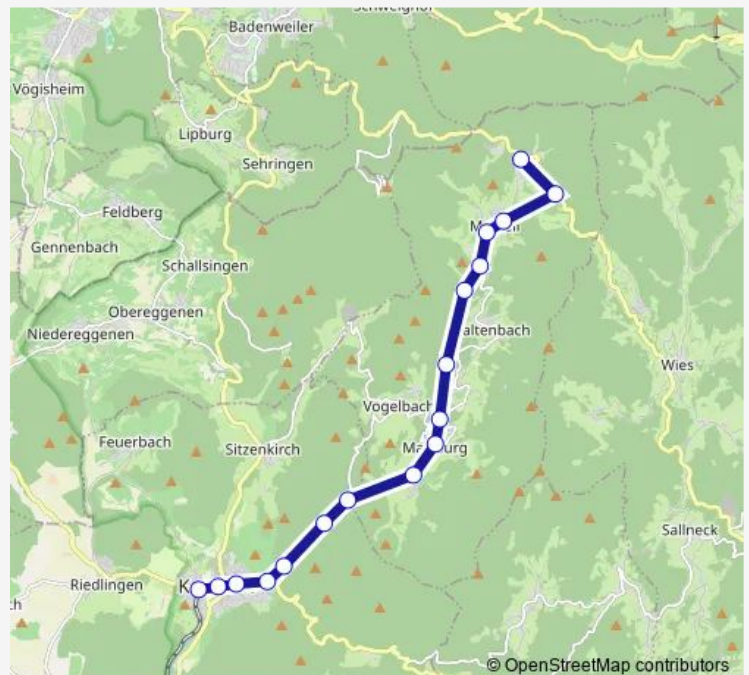 Badenweiler
Vögisheim
Lipburg
Sehringen
Feldberg
Gennenbach
Schallsingen
Obereggenen
Niedereggenen
altenbach
Wies
Vogelbach
Feuerbach
Sitzenkirch
Sallneck
Riedlingen
K
© OpenStreetMap contributors